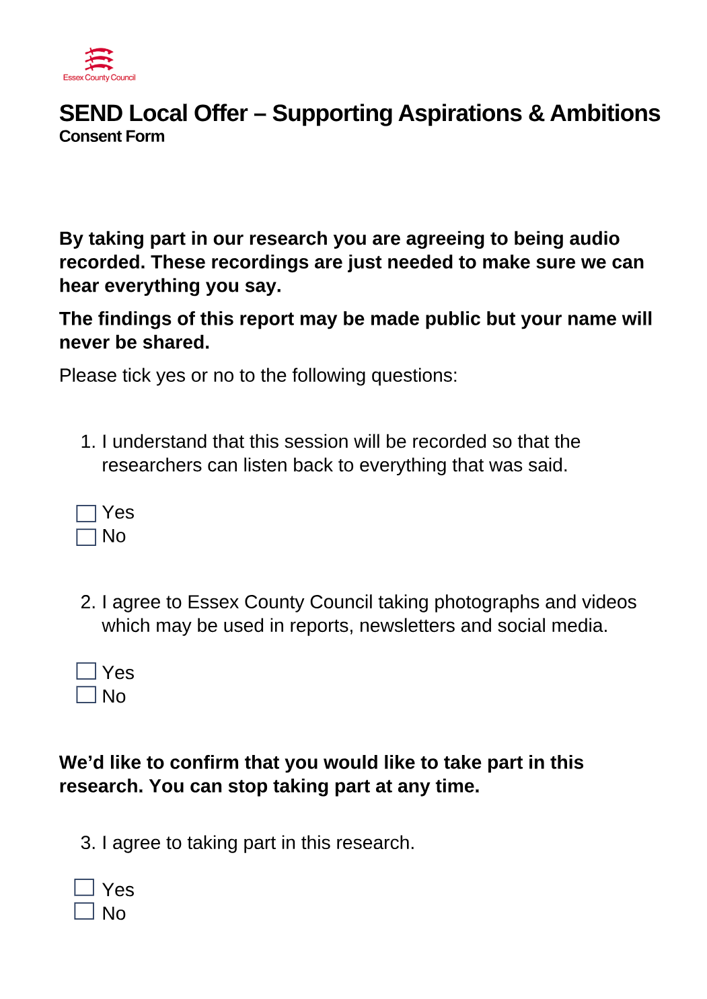 Essex County Council
SEND Local Offer – Supporting Aspirations & Ambitions
Consent Form
By taking part in our research you are agreeing to being audio
recorded. These recordings are just needed to make sure we can
hear everything you say.
The findings of this report may be made public but your name will
never be shared.
Please tick yes or no to the following questions:
1. I understand that this session will be recorded so that the
researchers can listen back to everything that was said.
Yes
No
2. I agree to Essex County Council taking photographs and videos
which may be used in reports, newsletters and social media.
Yes
No
We’d like to confirm that you would like to take part in this
research. You can stop taking part at any time.
3. I agree to taking part in this research.
Yes
No